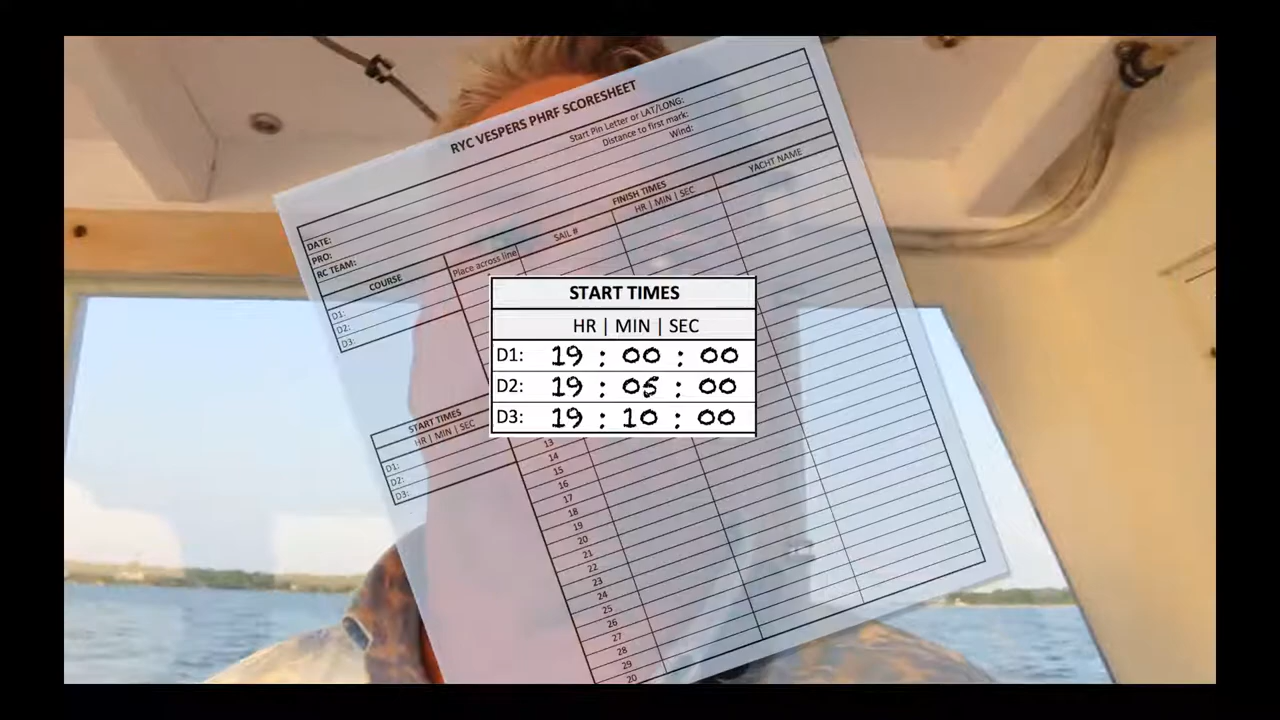 RYC VESPERS PHRF SCORESHEET
Start Pin Letter or LAT/LONG:
Distance to first mark:
Wind:
DATE:
PRO:
RC TEAM:
COURSE
Place across line
SAIL #
FINISH TIMES
HR | MIN | SEC
YACHT NAME
D1:
D2:
D3:
START TIMES
HR | MIN | SEC
D1: 19 : 00 : 00
D2: 19 : 05 : 00
D3: 19 : 10 : 00
START TIMES
HR | MIN | SEC
D1:
D2:
D3:
13
14
15
16
17
18
19
20
21
22
23
24
25
26
27
28
29